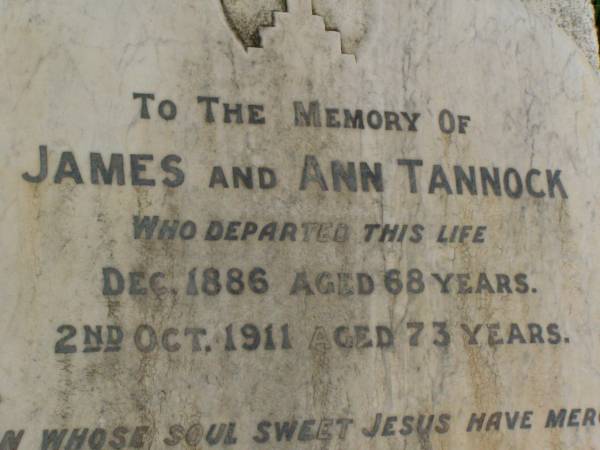 TO THE MEMORY OF
JAMES AND ANN TANNOCK
WHO DEPARTED THIS LIFE
DEC. 1886 AGED 68 YEARS.
2ND OCT. 1911 AGED 73 YEARS.
WHOSE SOUL SWEET JESUS HAVE